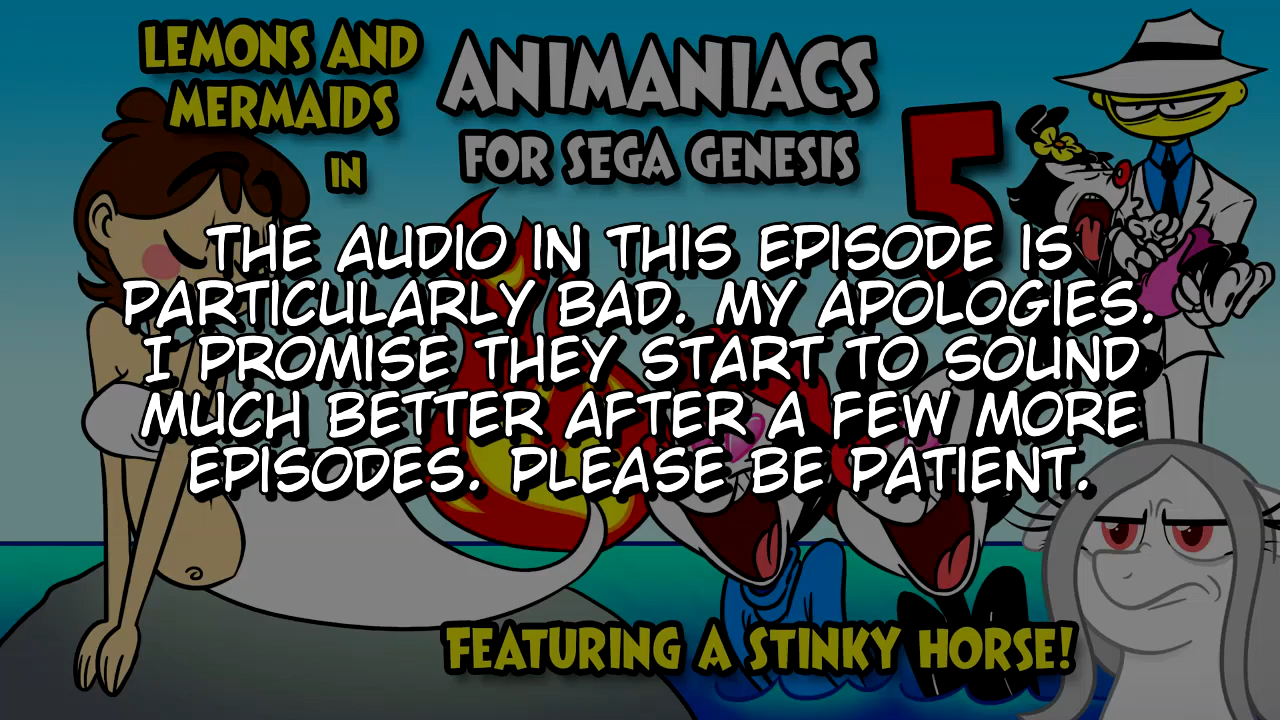 LEMONS AND
MERMAIDS
IN
ANIMANIACS
FOR SEGA GENESIS
5
THE AUDIO IN THIS EPISODE IS
PARTICULARLY BAD. MY APOLOGIES.
I PROMISE THEY START TO SOUND
MUCH BETTER AFTER A FEW MORE
EPISODES. PLEASE BE PATIENT.
FEATURING A STINKY HORSE!